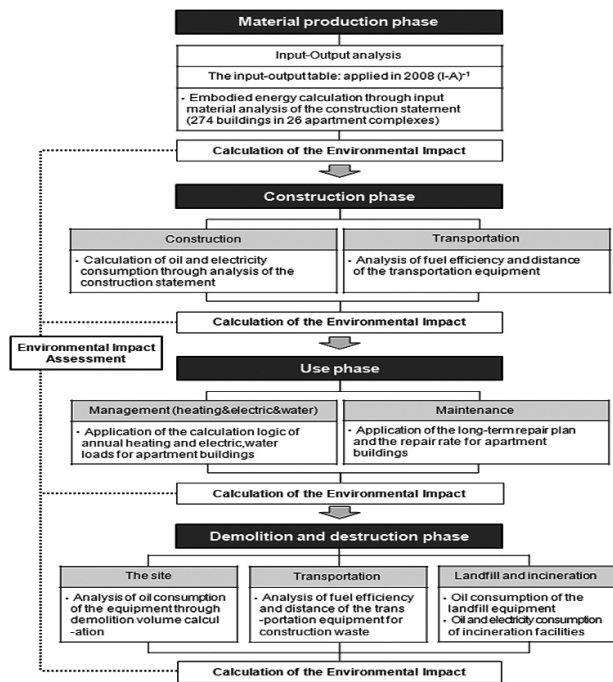 Material production phase
Input-Output analysis
The input-output table: applied in 2008 (I-A)-1
- Embodied energy calculation through input
material analysis of the construction statement
(274 buildings in 26 apartment complexes)
Calculation of the Environmental Impact
Construction phase
Construction
- Calculation of oil and electricity
consumption through analysis of the
construction statement
Transportation
- Analysis of fuel efficiency and distance
of the transportation equipment
Calculation of the Environmental Impact
Environmental Impact
Assessment
Use phase
Management (heating&electric&water)
- Application of the calculation logic of
annual heating and electric,water
loads for apartment buildings
Maintenance
- Application of the long-term repair plan
and the repair rate for apartment
buildings
Calculation of the Environmental Impact
Demolition and destruction phase
The site
- Analysis of oil consumption
of the equipment through
demolition volume calcul
-ation
Transportation
- Analysis of fuel efficiency
and distance of the trans
-portation equipment for
construction waste
Landfill and incineration
- Oil consumption of the
landfill equipment
- Oil and electricity consumption
of incineration facilities
Calculation of the Environmental Impact